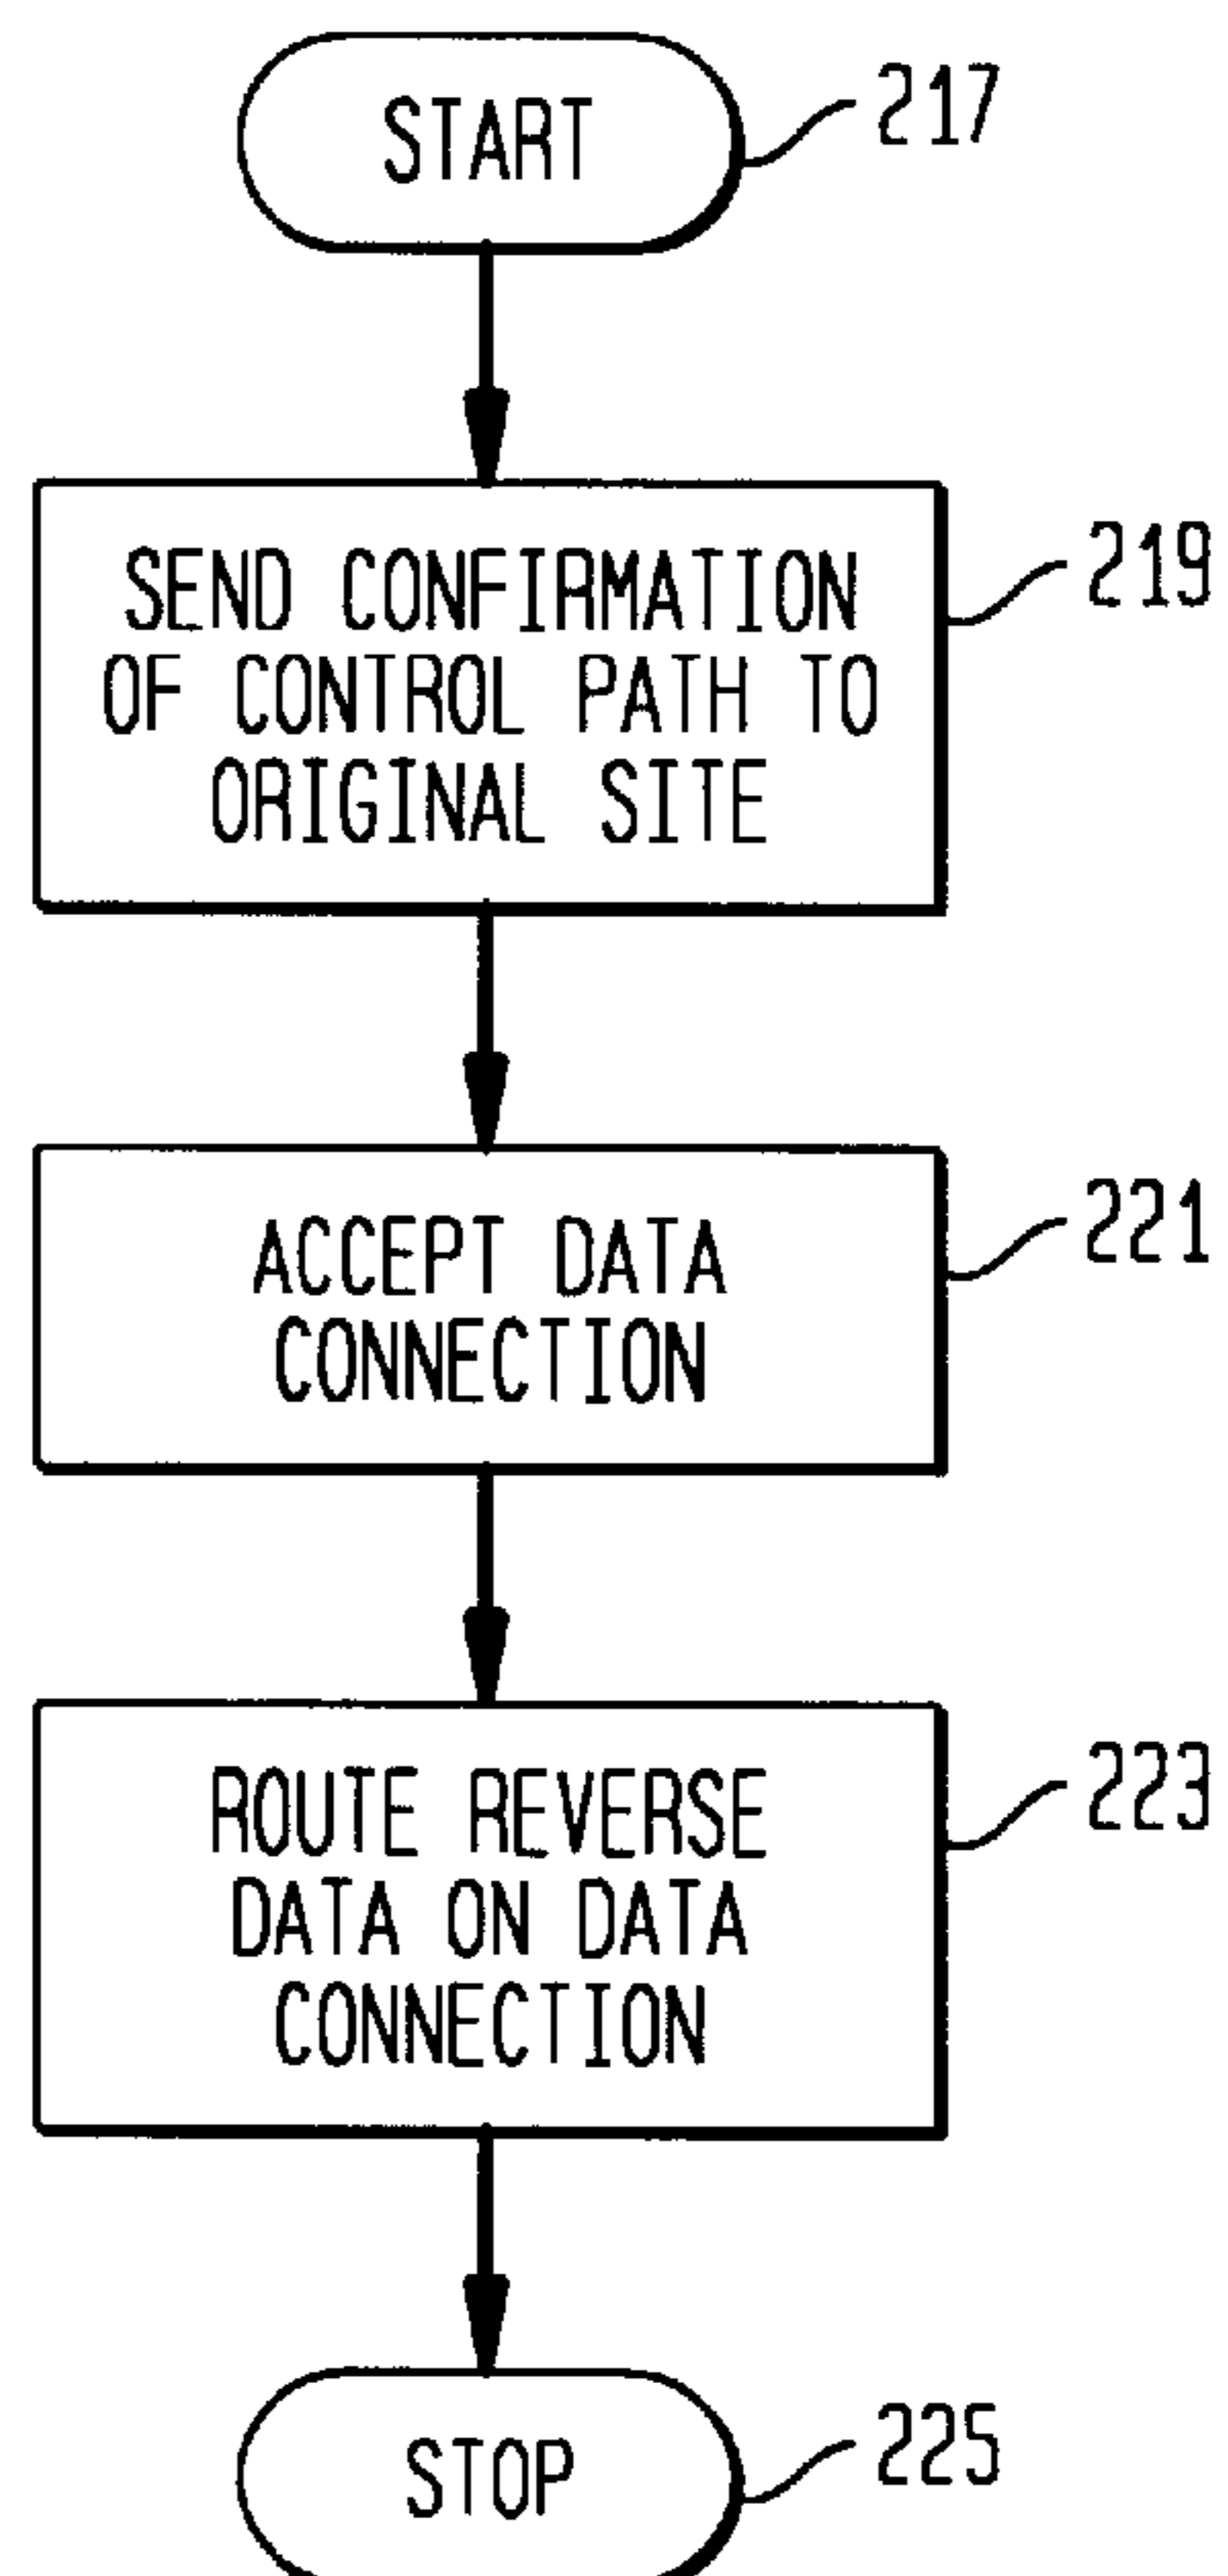 START
217
SEND CONFIRMATION
OF CONTROL PATH TO
ORIGINAL SITE
219
ACCEPT DATA
CONNECTION
221
ROUTE REVERSE
DATA ON DATA
CONNECTION
223
STOP
225